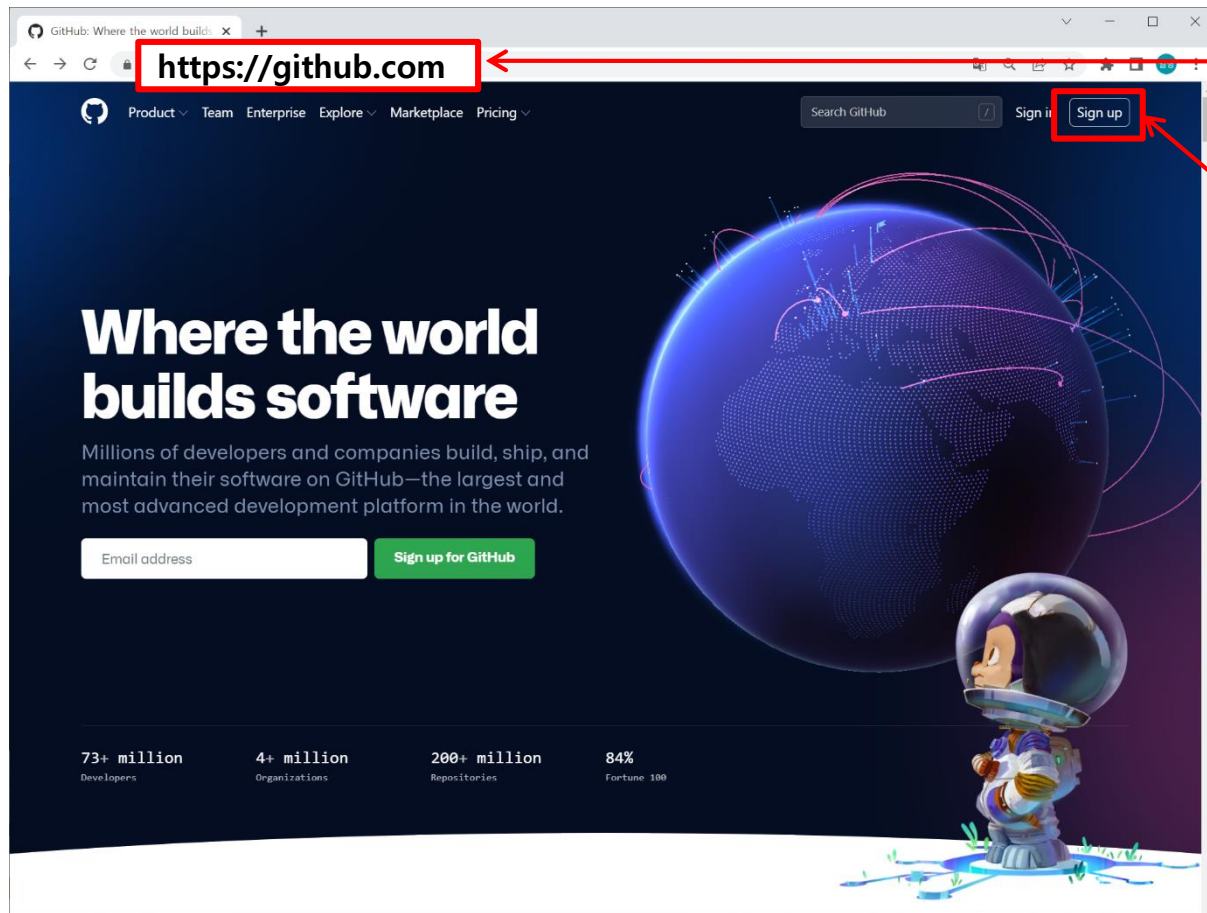 GitHub: Where the world builds
https://github.com
Product Team Enterprise Explore Marketplace Pricing
Search GitHub /
Sign in
Sign up
Where the world
builds software
Millions of developers and companies build, ship, and
maintain their software on GitHub—the largest and
most advanced development platform in the world.
Email address
Sign up for GitHub
73+ million 4+ million 200+ million 84%
Developers Organizations Repositories Fortune 100